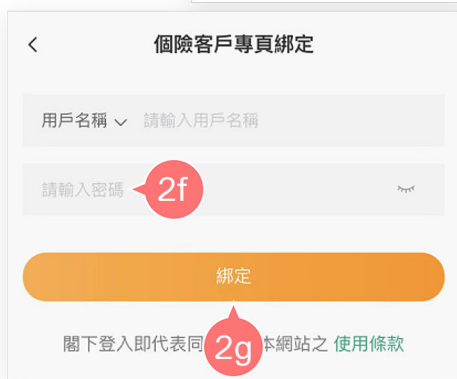 個險客戶專頁綁定
用戶名稱 請輸入用戶名稱
請輸入密碼 2f
綁定
閣下登入即代表同 2g 本網站之 使用條款